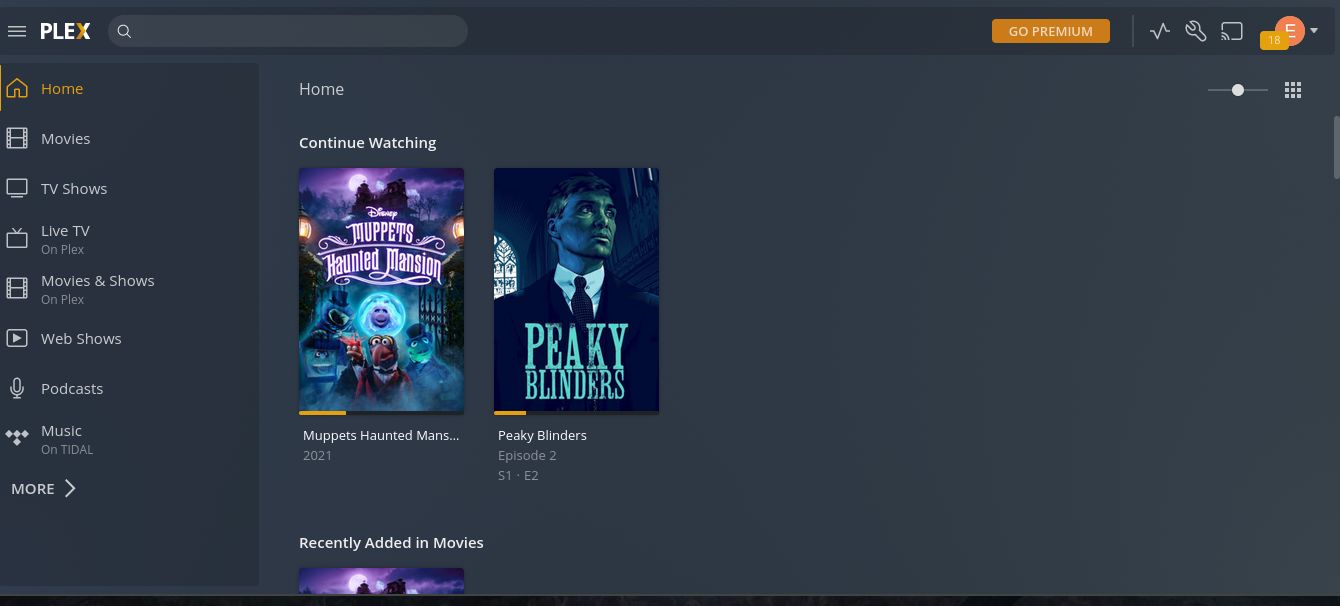 PLEX
GO PREMIUM
18
E
Home
Movies
TV Shows
Live TV
On Plex
Movies & Shows
On Plex
Web Shows
Podcasts
Music
On TIDAL
MORE
Home
Continue Watching
Disney
MUPPETS
Haunted Mansion
PEAKY
BLINDERS
Muppets Haunted Mans...
2021
Peaky Blinders
Episode 2
S1 · E2
Recently Added in Movies